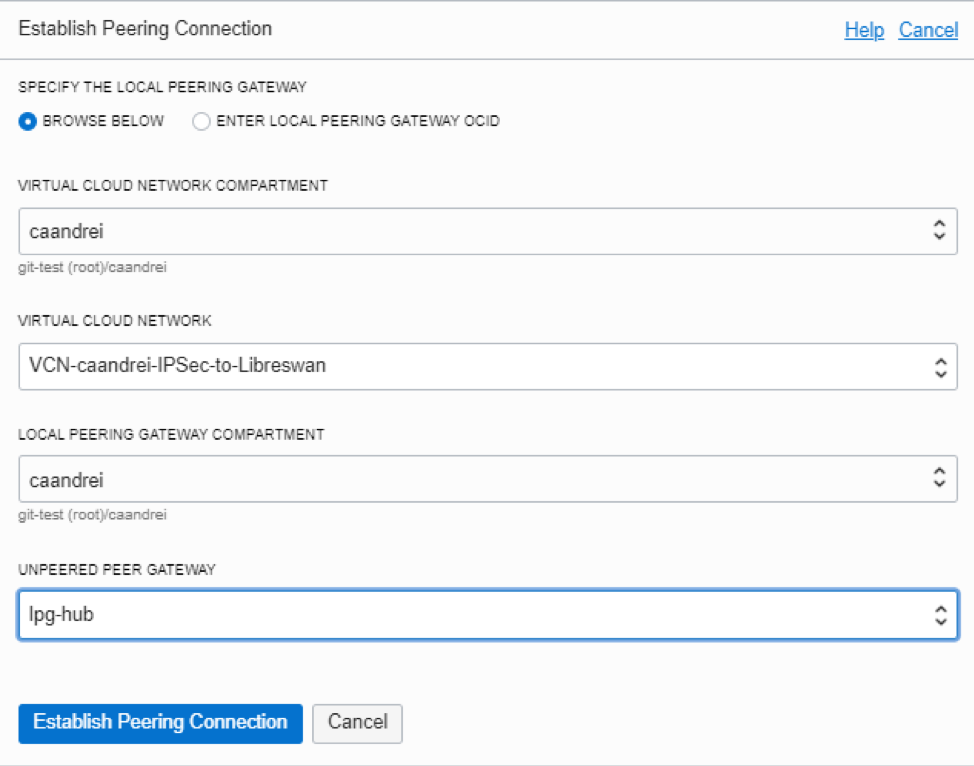 Establish Peering Connection Help Cancel
SPECIFY THE LOCAL PEERING GATEWAY
BROWSE BELOW ENTER LOCAL PEERING GATEWAY OCID
VIRTUAL CLOUD NETWORK COMPARTMENT
caandrei
git-test (root)/caandrei
VIRTUAL CLOUD NETWORK
VCN-caandrei-IPSec-to-Libreswan
LOCAL PEERING GATEWAY COMPARTMENT
caandrei
git-test (root)/caandrei
UNPEERED PEER GATEWAY
lpg-hub
Establish Peering Connection Cancel